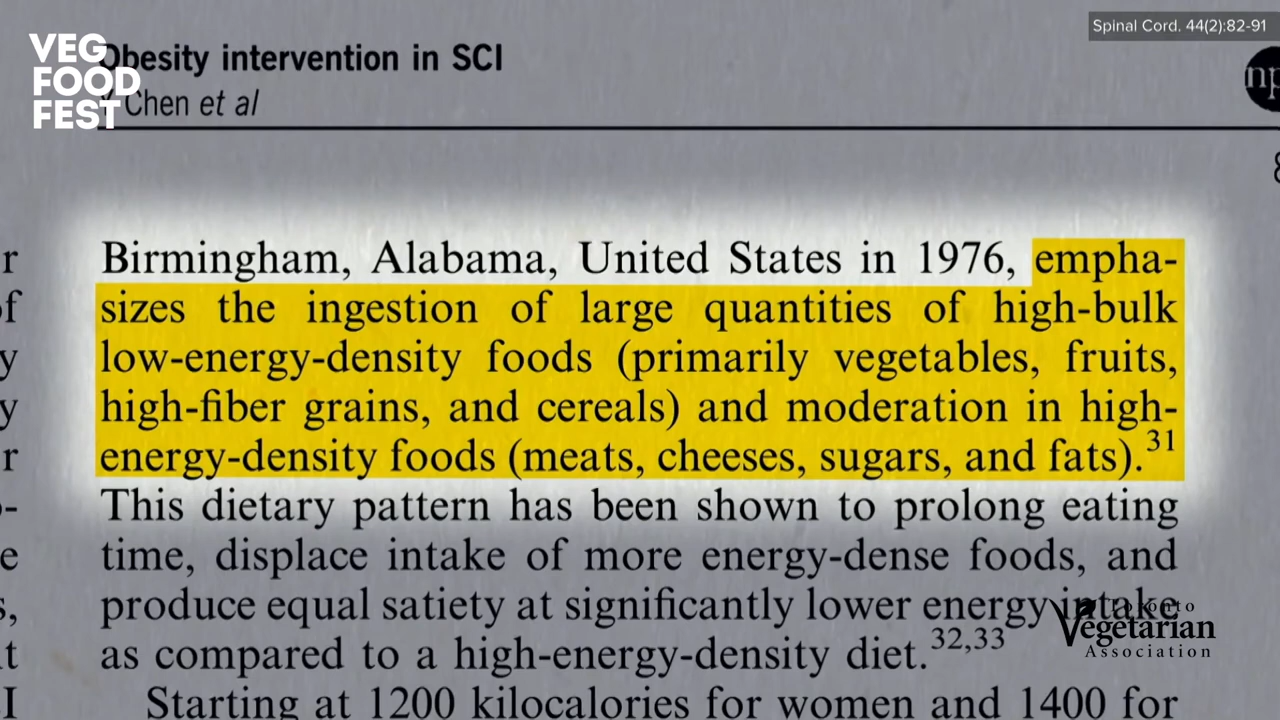 Spinal Cord. 44(2):82-91
VEG
FOOD
FEST
Obesity intervention in SCI
Chen et al
Birmingham, Alabama, United States in 1976, empha-
sizes the ingestion of large quantities of high-bulk
low-energy-density foods (primarily vegetables, fruits,
high-fiber grains, and cereals) and moderation in high-
energy-density foods (meats, cheeses, sugars, and fats).31
This dietary pattern has been shown to prolong eating
time, displace intake of more energy-dense foods, and
produce equal satiety at significantly lower energy intake
as compared to a high-energy-density diet.32,33
Starting at 1200 kilocalories for women and 1400 for
Toronto
Vegetarian
Association